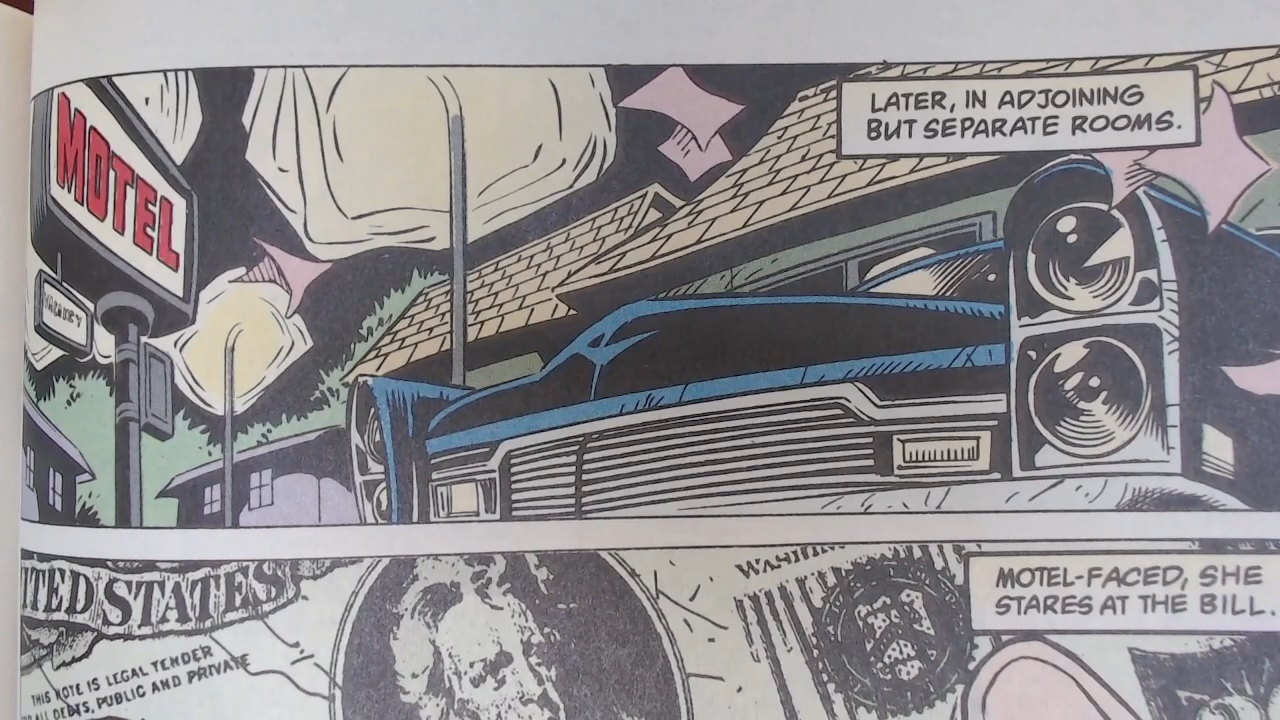 MOTEL
LATER, IN ADJOINING
BUT SEPARATE ROOMS.
MOTEL-FACED, SHE
STARES AT THE BILL.
ITED STATES
THIS NOTE IS LEGAL TENDER
DEBTS, PUBLIC AND PRIVATE